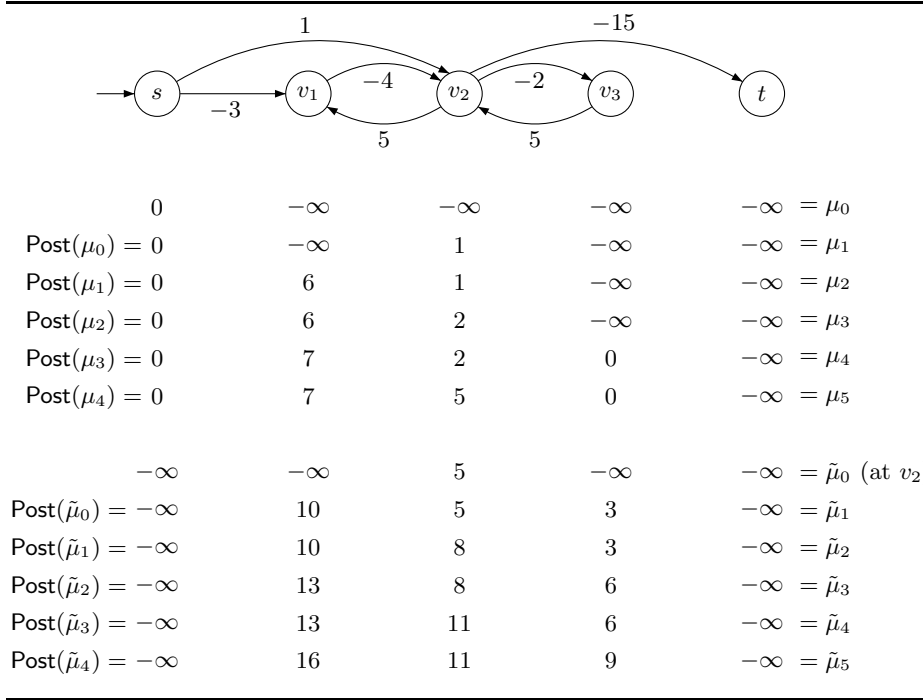 1 −15
s v1 −4 v2 −2 v3 t
−3
5 5
0 −∞ −∞ −∞ −∞ = μ0
Post(μ0) = 0 −∞ 1 −∞ −∞ = μ1
Post(μ1) = 0 6 1 −∞ −∞ = μ2
Post(μ2) = 0 6 2 −∞ −∞ = μ3
Post(μ3) = 0 7 2 0 −∞ = μ4
Post(μ4) = 0 7 5 0 −∞ = μ5
−∞ −∞ 5 −∞ −∞ = μ̃0 (at v2
Post(μ̃0) = −∞ 10 5 3 −∞ = μ̃1
Post(μ̃1) = −∞ 10 8 3 −∞ = μ̃2
Post(μ̃2) = −∞ 13 8 6 −∞ = μ̃3
Post(μ̃3) = −∞ 13 11 6 −∞ = μ̃4
Post(μ̃4) = −∞ 16 11 9 −∞ = μ̃5